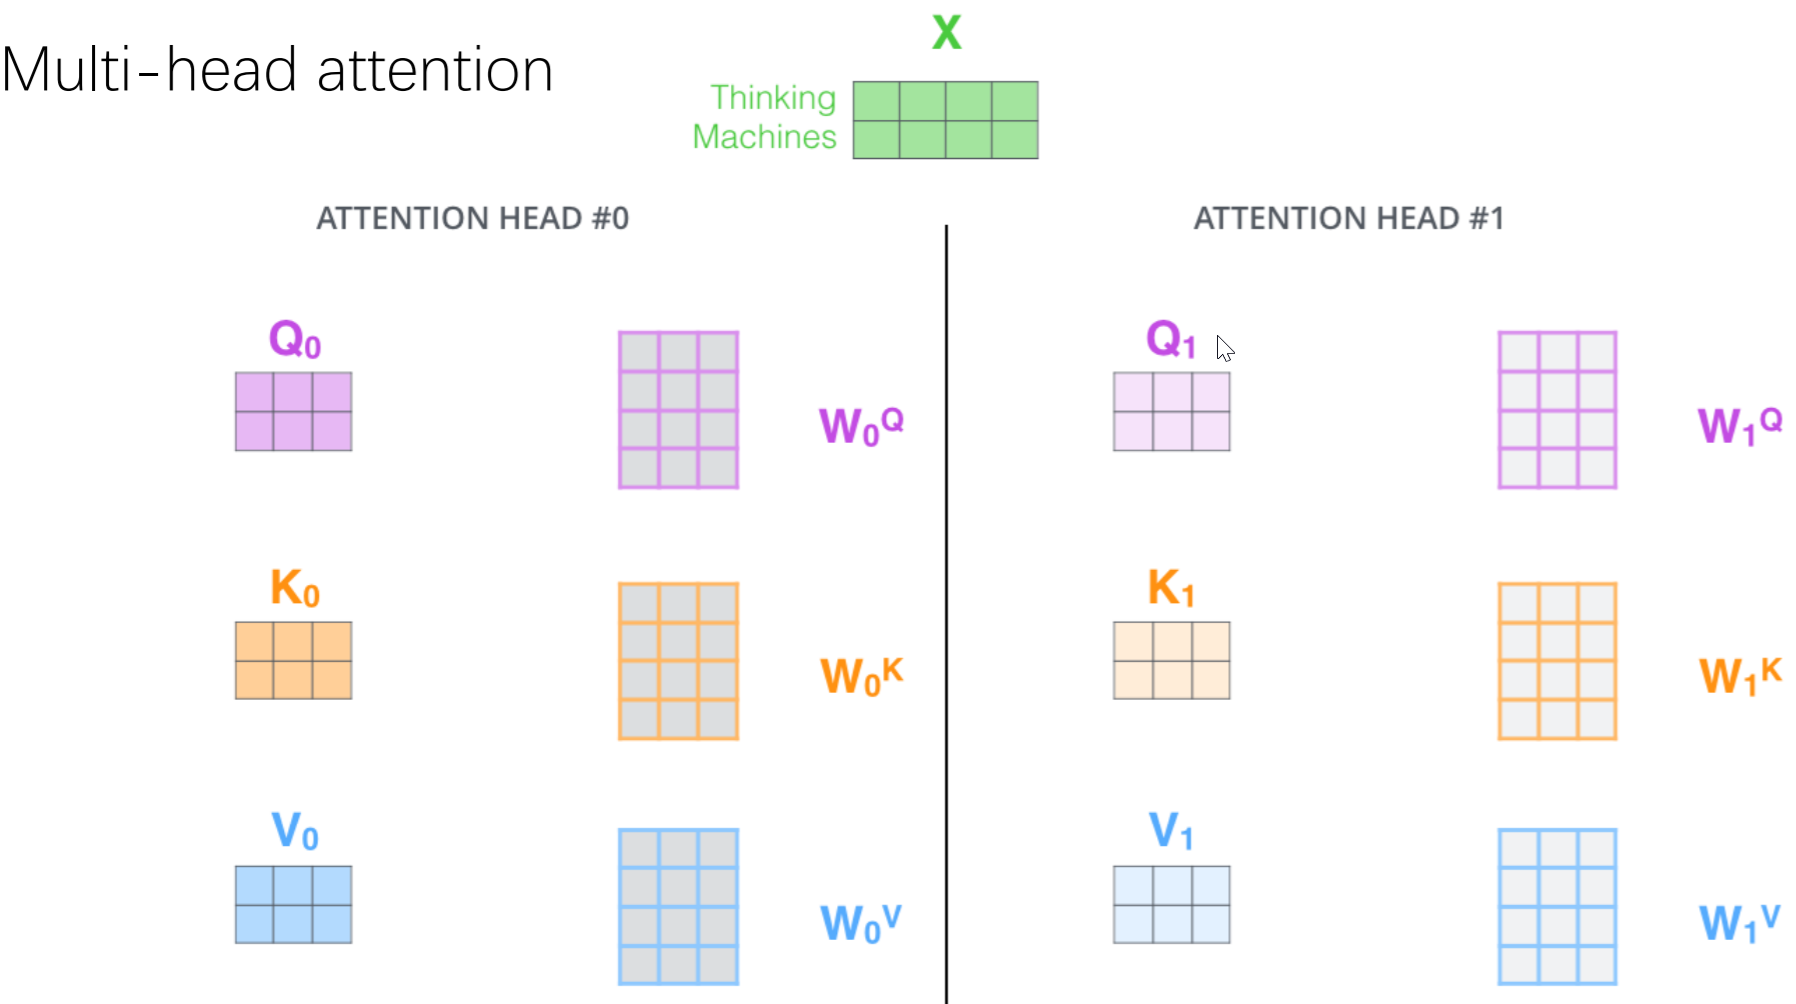 Multi-head attention
X
Thinking
Machines
ATTENTION HEAD #0
ATTENTION HEAD #1
Q₀
W₀Q
Q₁
W₁Q
K₀
W₀K
K₁
W₁K
V₀
W₀V
V₁
W₁V